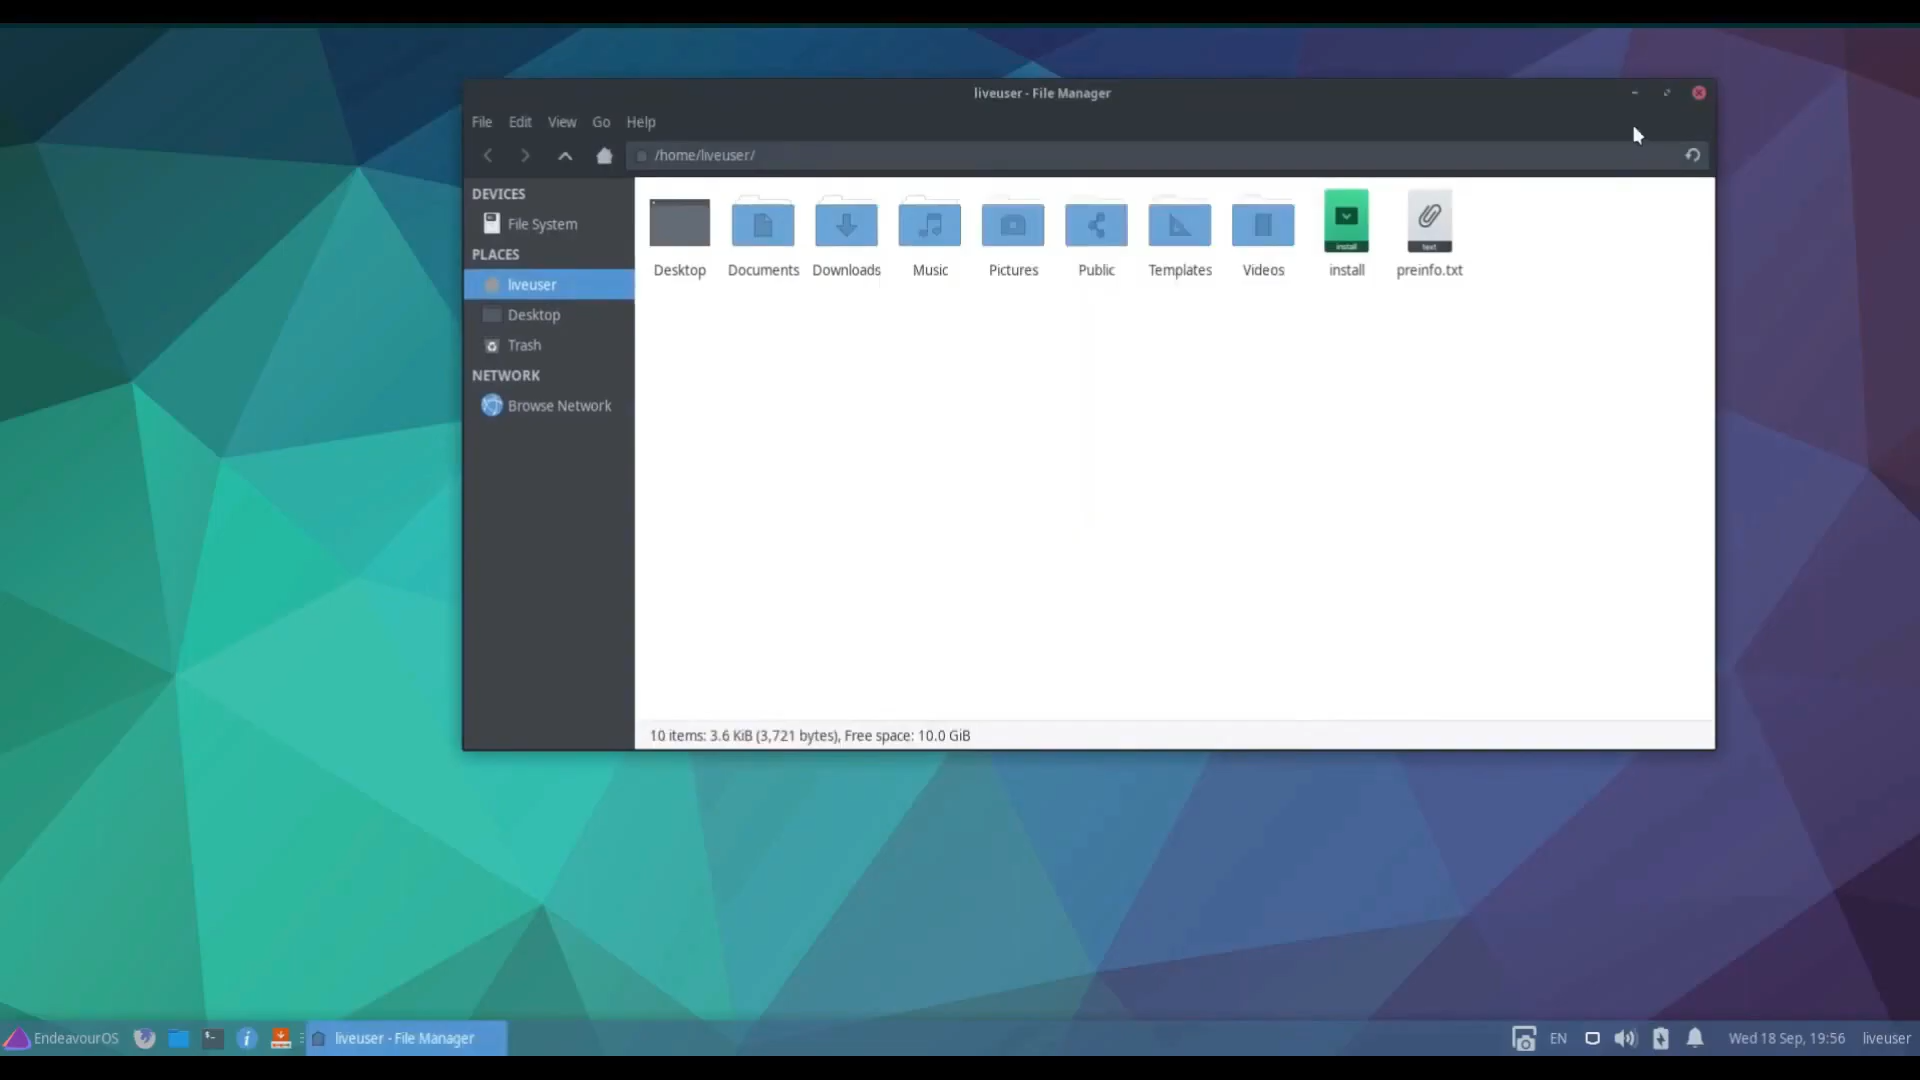 liveuser - File Manager
File Edit View Go Help
/home/liveuser/
DEVICES
File System
PLACES
liveuser
Desktop
Trash
NETWORK
Browse Network
install
text
Desktop Documents Downloads Music Pictures Public Templates Videos install preinfo.txt
10 items: 3.6 KiB (3,721 bytes), Free space: 10.0 GiB
EndeavourOS liveuser - File Manager EN Wed 18 Sep, 19:56 liveuser